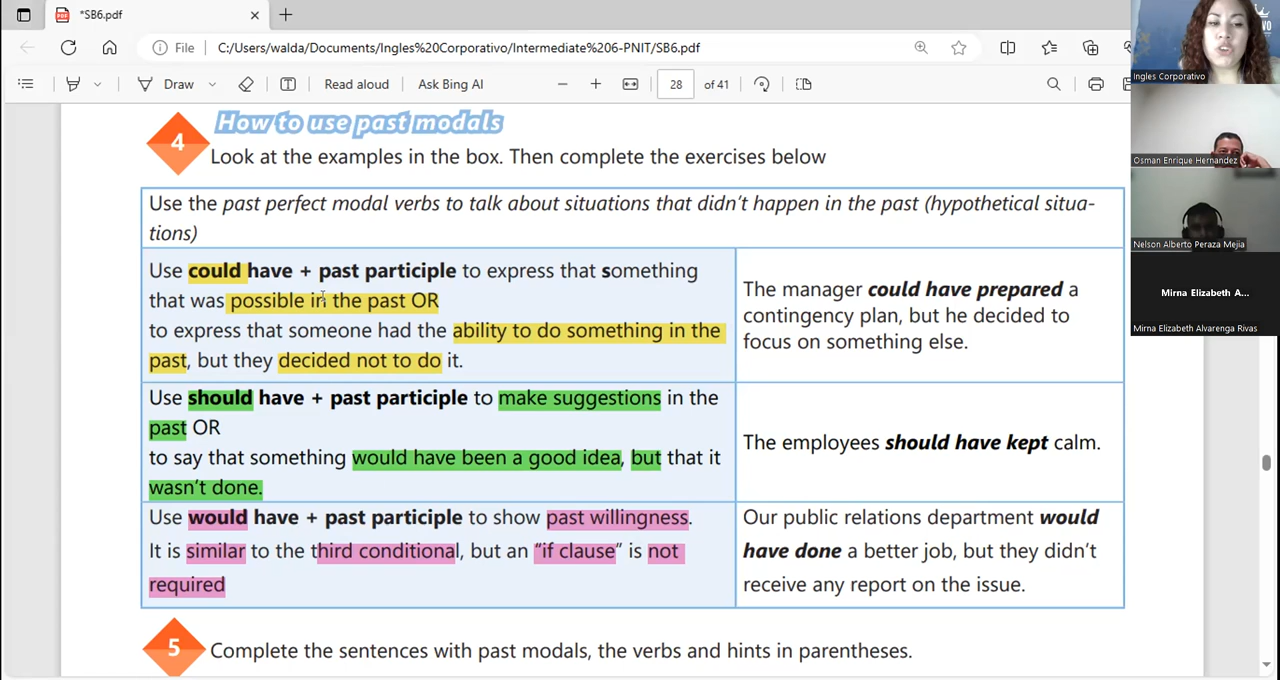 *SB6.pdf
File
C:/Users/walda/Documents/Ingles%20Corporativo/Intermediate%206-PNIT/SB6.pdf
Draw
Read aloud
Ask Bing AI
28
of 41
Ingles Corporativo
Osman Enrique Hernandez
Nelson Alberto Peraza Mejia
Mirna Elizabeth A...
Mirna Elizabeth Alvarenga Rivas
4
How to use past modals
Look at the examples in the box. Then complete the exercises below
Use the past perfect modal verbs to talk about situations that didn't happen in the past (hypothetical situa-
tions)
Use could have + past participle to express that something
that was possible in the past OR
to express that someone had the ability to do something in the
past, but they decided not to do it.
The manager could have prepared a
contingency plan, but he decided to
focus on something else.
Use should have + past participle to make suggestions in the
past OR
to say that something would have been a good idea, but that it
wasn't done.
The employees should have kept calm.
Use would have + past participle to show past willingness.
It is similar to the third conditional, but an "if clause" is not
required
Our public relations department would
have done a better job, but they didn't
receive any report on the issue.
5
Complete the sentences with past modals, the verbs and hints in parentheses.